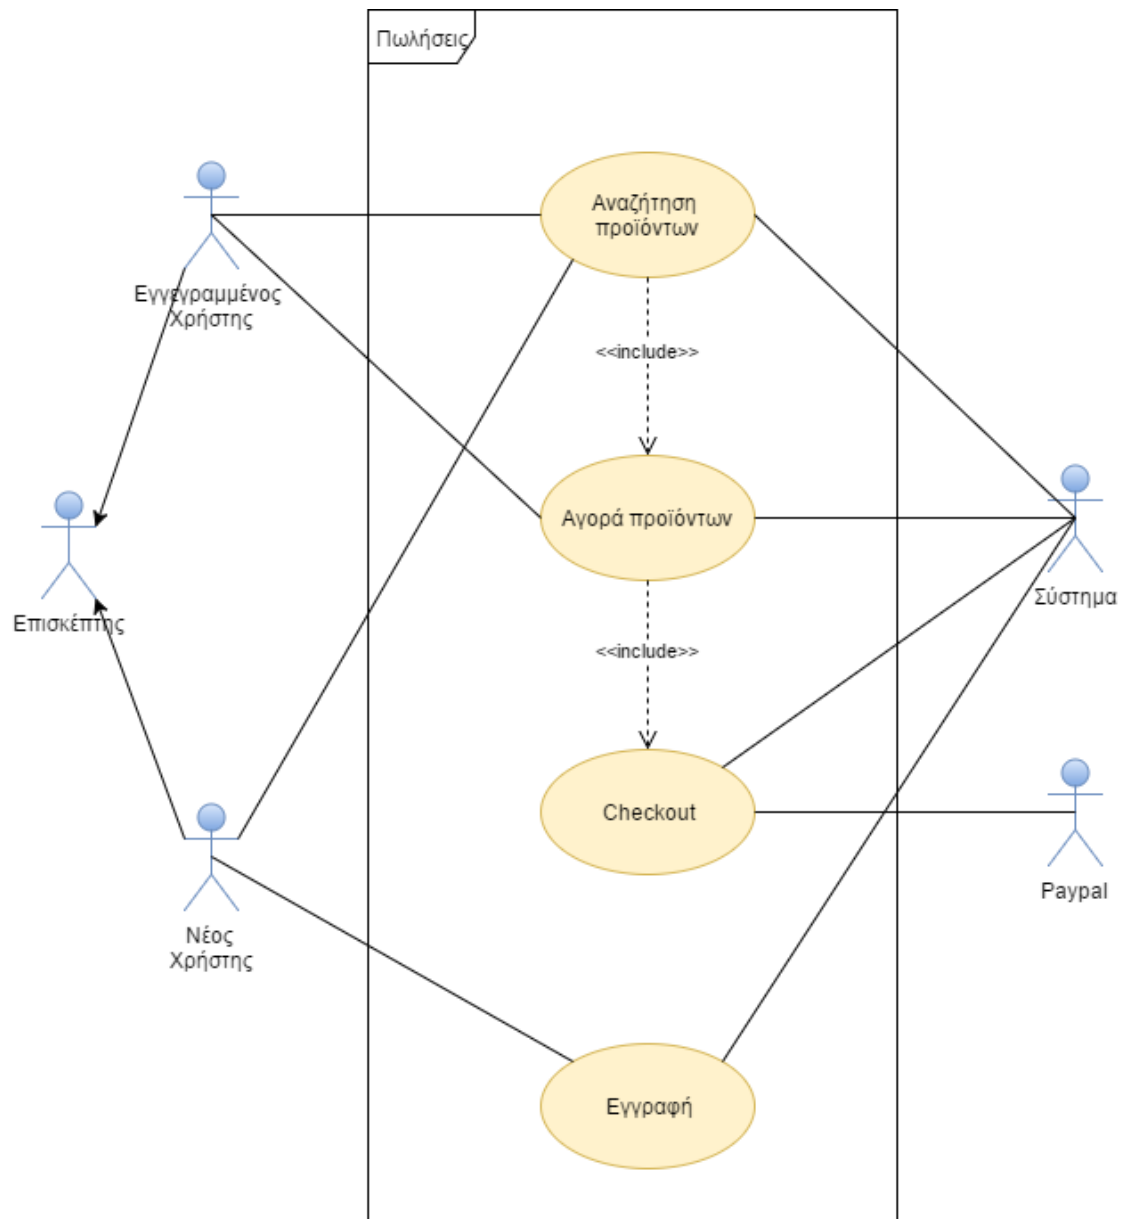 Πωλήσεις
Αναζήτηση
προϊόντων
Εγγεγραμμένος
Χρήστης
<<include>>
Αγορά προϊόντων
Σύστημα
Επισκέπτης
<<include>>
Checkout
Paypal
Νέος
Χρήστης
Εγγραφή